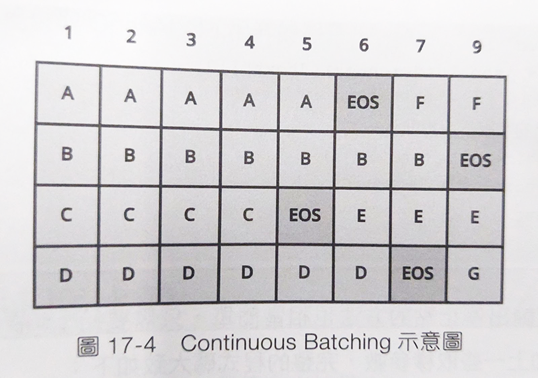 1 2 3 4 5 6 7 9
A A A A A EOS F F
B B B B B B B EOS
C C C C EOS E E E
D D D D D D EOS G
圖 17-4 Continuous Batching 示意圖